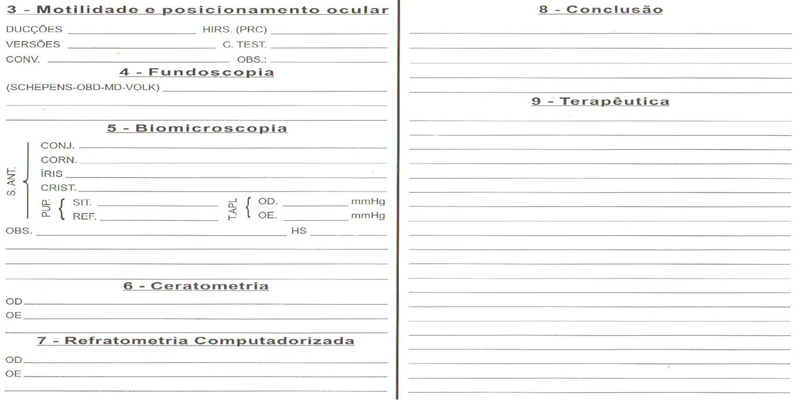 3 - Motilidade e posicionamento ocular
DUCÇÕES HIRS. (PRC)
VERSÕES C. TEST.
CONV. OBS.:
4 - Fundoscopia
(SCHEPENS-OBD-MD-VOLK)
5 - Biomicroscopia
S. ANT.
CONJ.
CORN.
ÍRIS
CRIST.
PUP. SIT. T.APL OD. mmHg
REF. OE. mmHg
OBS. HS
6 - Ceratometria
OD
OE
7 - Refratometria Computadorizada
OD
OE
8 - Conclusão
9 - Terapêutica